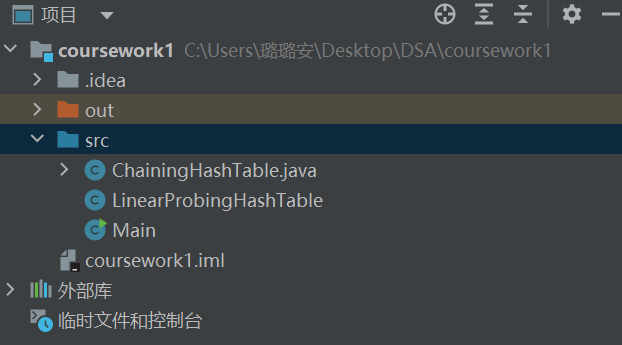 项目
coursework1 C:\Users\璐璐安\Desktop\DSA\coursework1
.idea
out
src
ChainingHashTable.java
LinearProbingHashTable
Main
coursework1.iml
外部库
临时文件和控制台